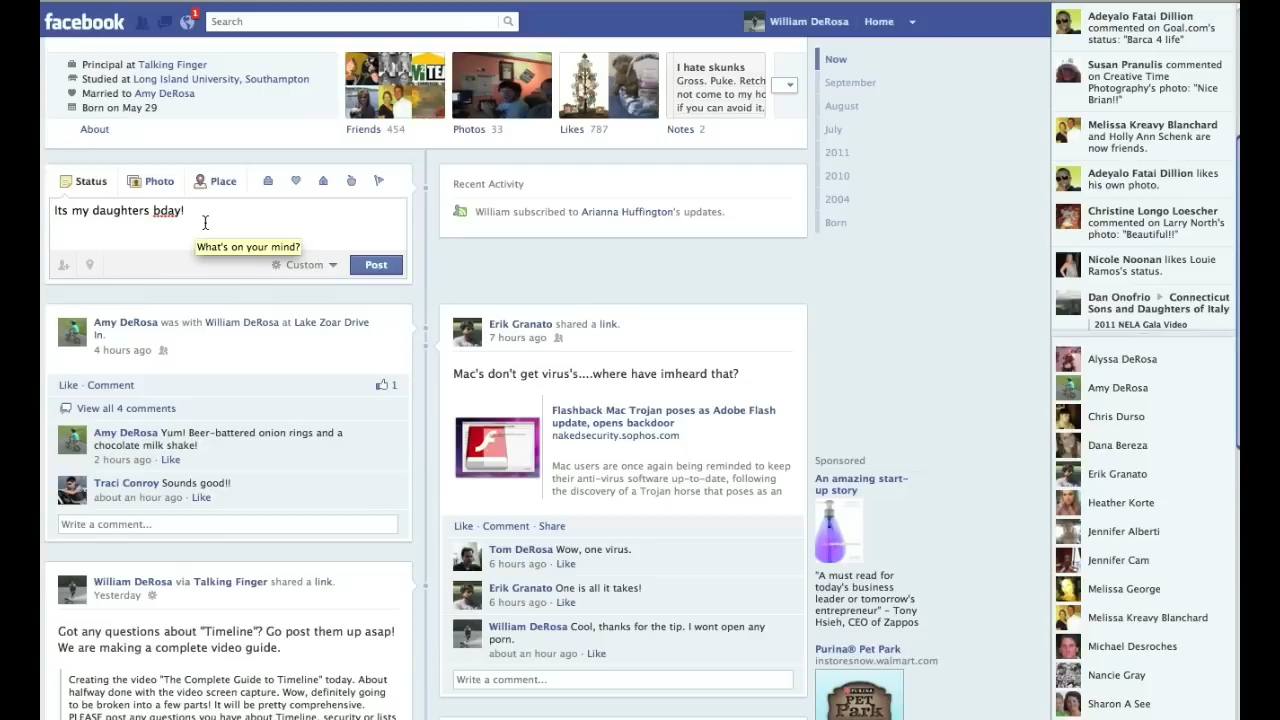 facebook
1
Search
William DeRosa
Home
Principal at Talking Finger
Studied at Long Island University, Southampton
Married to Amy DeRosa
Born on May 29
About
Friends 454
Photos 33
Likes 787
I hate skunks
Gross. Puke. Retch
not come to my ho
if you can avoid it.
Notes 2
Now
September
August
July
2011
2010
2004
Born
Status
Photo
Place
Its my daughters bday!
What's on your mind?
Custom
Post
Recent Activity
William subscribed to Arianna Huffington's updates.
Amy DeRosa was with William DeRosa at Lake Zoar Drive
In.
4 hours ago
Like · Comment
1
View all 4 comments
Amy DeRosa Yum! Beer-battered onion rings and a
chocolate milk shake!
2 hours ago · Like
Traci Conroy Sounds good!!
about an hour ago · Like
Write a comment...
William DeRosa via Talking Finger shared a link.
Yesterday
Got any questions about "Timeline"? Go post them up asap!
We are making a complete video guide.
Creating the video "The Complete Guide to Timeline" today. About
halfway done with the video screen capture. Wow, definitely going
to be broken into a few parts! It will be pretty comprehensive.
PLEASE post any questions you have about Timeline, security or lists
Erik Granato shared a link.
7 hours ago
Mac's don't get virus's....where have imheard that?
Flashback Mac Trojan poses as Adobe Flash
update, opens backdoor
nakedsecurity.sophos.com
Mac users are once again being reminded to keep
their anti-virus software up-to-date, following
the discovery of a Trojan horse that poses as an
Like · Comment · Share
Tom DeRosa Wow, one virus.
6 hours ago · Like
Erik Granato One is all it takes!
6 hours ago · Like
William DeRosa Cool, thanks for the tip. I wont open any
porn.
about an hour ago · Like
Write a comment...
Sponsored
An amazing start-
up story
"A must read for
today's business
leader or tomorrow's
entrepreneur" – Tony
Hsieh, CEO of Zappos
Purina® Pet Park
instoresnow.walmart.com
PURINA
PET
Park
Adeyalo Fatai Dillion
commented on Goal.com's
status: "Barca 4 life"
Susan Pranulis commented
on Creative Time
Photography's photo: "Nice
Brian!!"
Melissa Kreavy Blanchard
and Holly Ann Schenk are
now friends.
Adeyalo Fatai Dillion likes
his own photo.
Christine Longo Loescher
commented on Larry North's
photo: "Beautiful!!"
Nicole Noonan likes Louie
Ramos's status.
Dan Onofrio Connecticut
Sons and Daughters of Italy
2011 NELA Gala Video
Alyssa DeRosa
Amy DeRosa
Chris Durso
Dana Bereza
Erik Granato
Heather Korte
Jennifer Alberti
Jennifer Cam
Melissa George
Melissa Kreavy Blanchard
Michael Desroches
Nancie Gray
Sharon A See